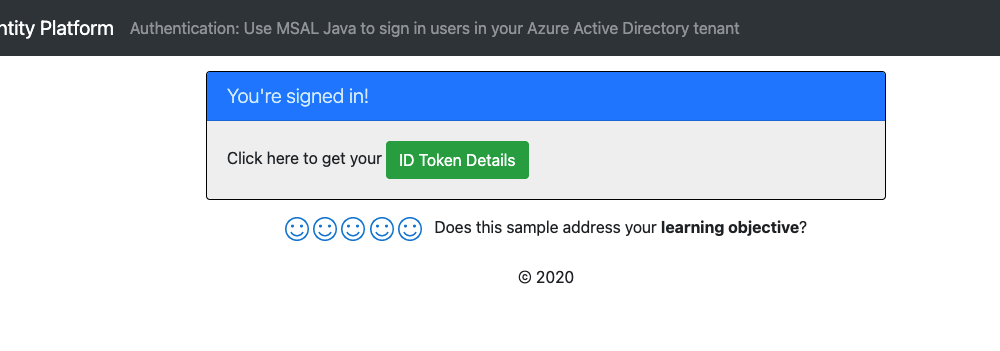 ntity Platform Authentication: Use MSAL Java to sign in users in your Azure Active Directory tenant
You're signed in!
Click here to get your ID Token Details
Does this sample address your learning objective?
© 2020